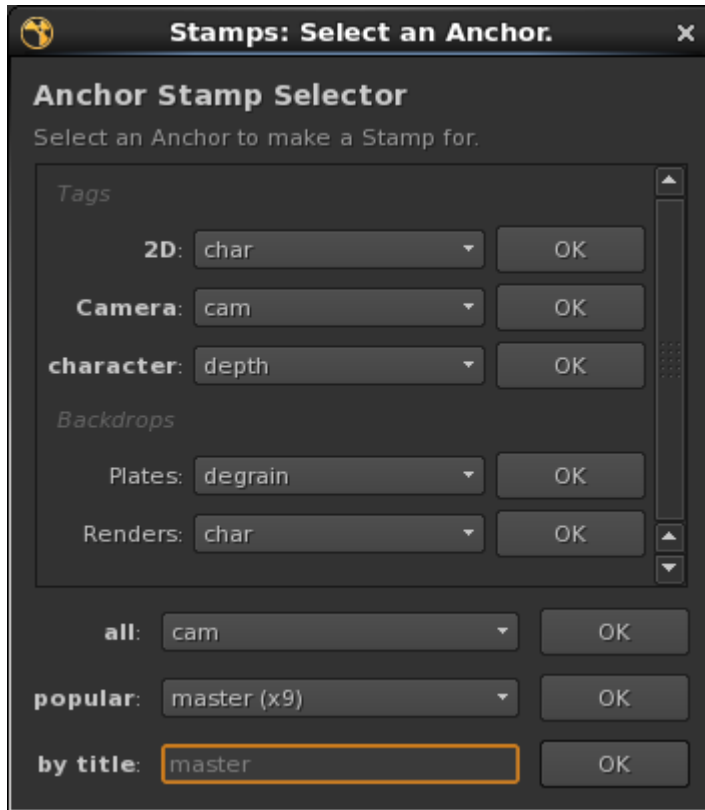 Stamps: Select an Anchor.
Anchor Stamp Selector
Select an Anchor to make a Stamp for.
Tags
2D: char OK
Camera: cam OK
character: depth OK
Backdrops
Plates: degrain OK
Renders: char OK
all: cam OK
popular: master (x9) OK
by title: master OK